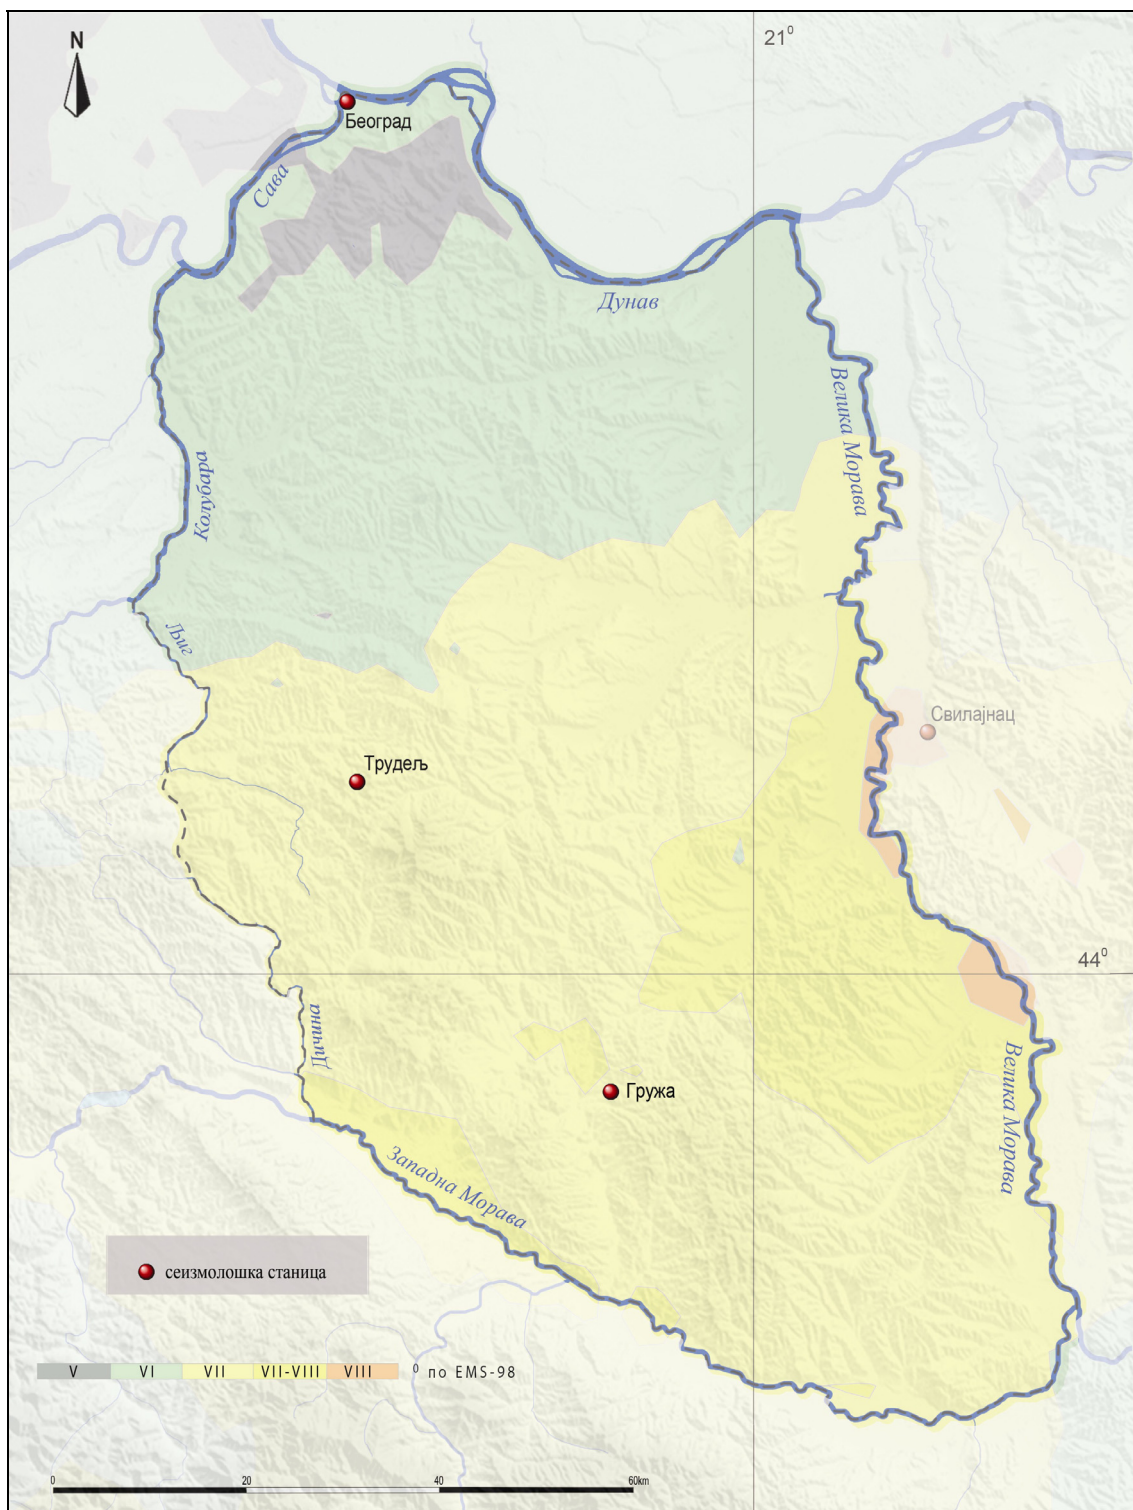 N
21⁰
Београд
Сава
Дунав
Велика Морава
Колубара
Љиг
Свилајнац
Трудељ
44⁰
Дичина
Гружа
Велика Морава
Западна Морава
сеизмолошка станица
V VI VII VII-VIII VIII ⁰ по EMS-98
0 20 40 60km